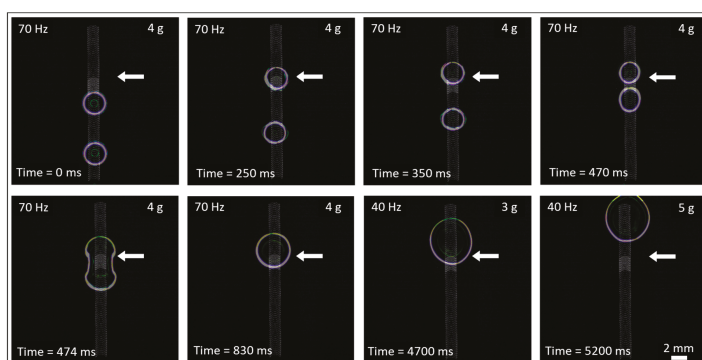 70 Hz 4 g
Time = 0 ms
70 Hz 4 g
Time = 250 ms
70 Hz 4 g
Time = 350 ms
70 Hz 4 g
Time = 470 ms
70 Hz 4 g
Time = 474 ms
70 Hz 4 g
Time = 830 ms
40 Hz 3 g
Time = 4700 ms
40 Hz 5 g
Time = 5200 ms 2 mm